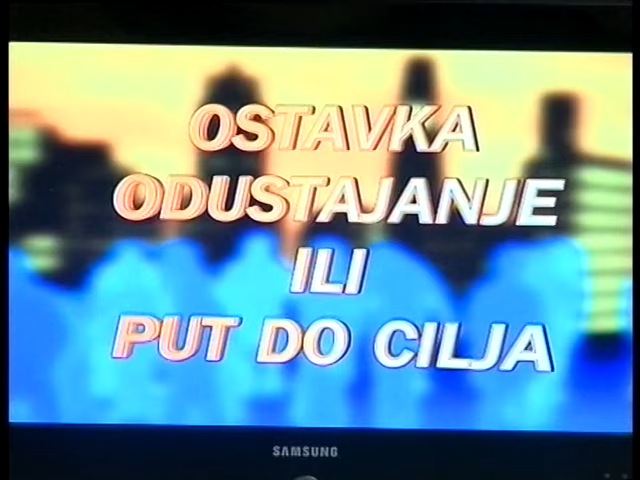 OSTAVKA
ODUSTAJANJE
ILI
PUT DO CILJA
SAMSUNG